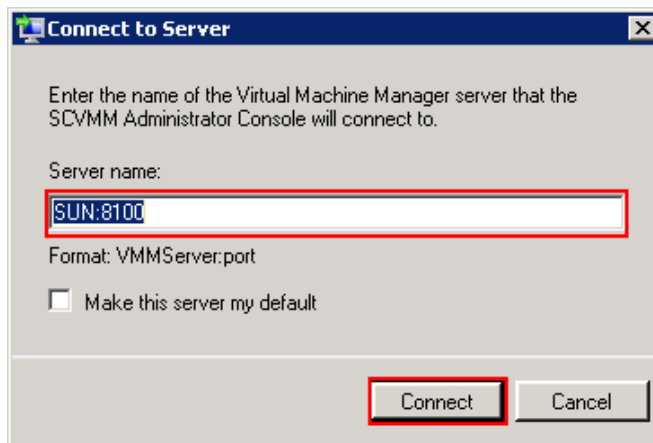 Connect to Server
Enter the name of the Virtual Machine Manager server that the
SCVMM Administrator Console will connect to.
Server name:
SUN:8100
Format: VMMServer:port
Make this server my default
Connect
Cancel